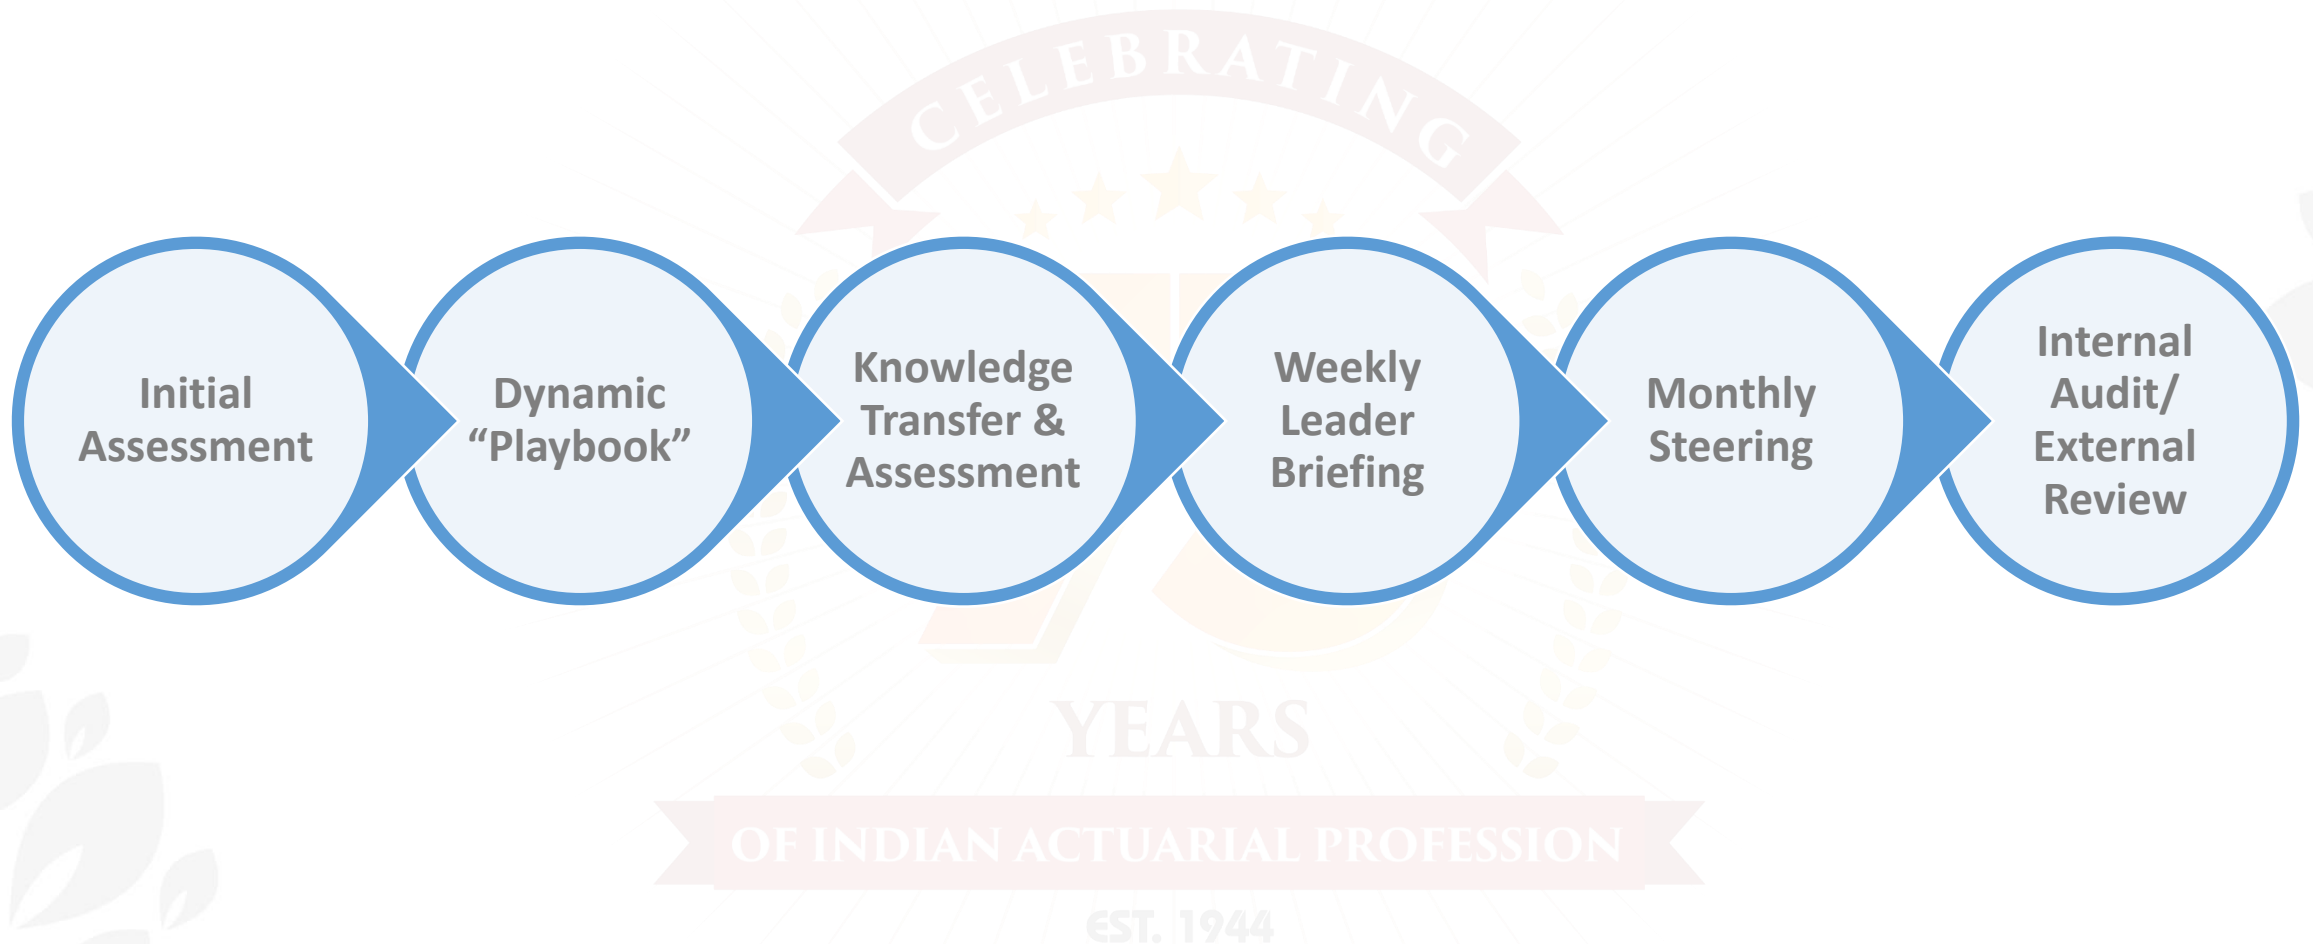 CELEBRATING
Initial
Assessment
Dynamic
“Playbook”
Knowledge
Transfer &
Assessment
Weekly
Leader
Briefing
Monthly
Steering
Internal
Audit/
External
Review
75
YEARS
OF INDIAN ACTUARIAL PROFESSION
EST. 1944